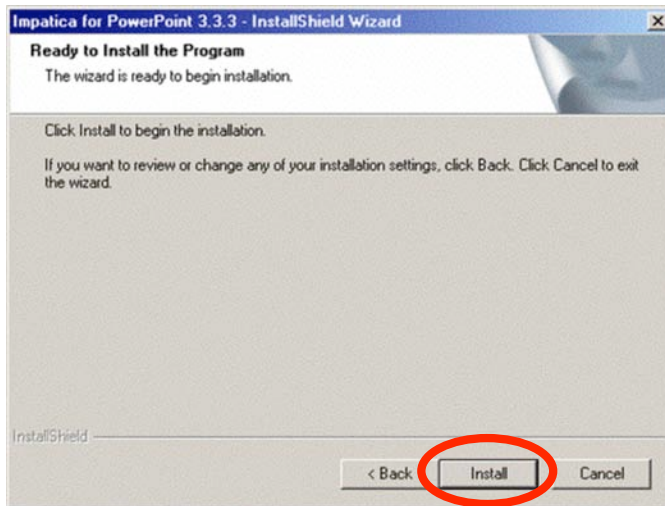 Impatica for PowerPoint 3.3.3 - InstallShield Wizard
Ready to Install the Program
The wizard is ready to begin installation.
Click Install to begin the installation.
If you want to review or change any of your installation settings, click Back. Click Cancel to exit
the wizard.
InstallShield
< Back Install Cancel